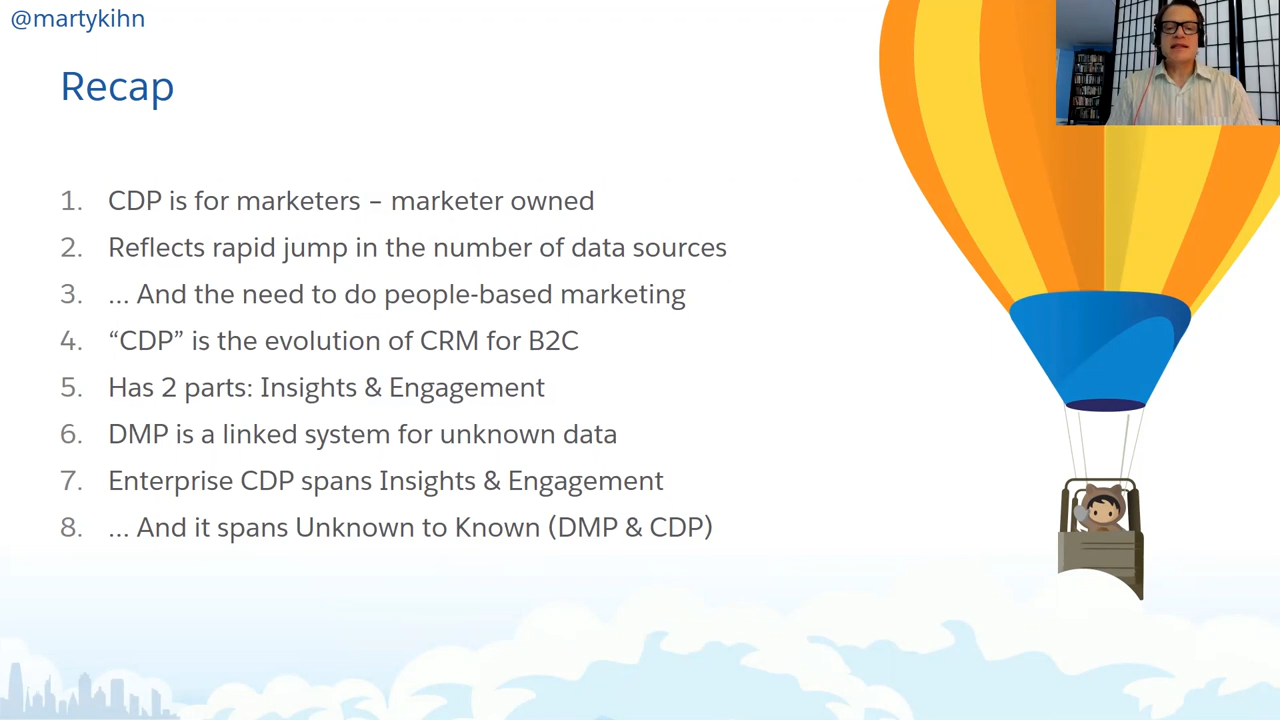 @martykihn
Recap
1. CDP is for marketers – marketer owned
2. Reflects rapid jump in the number of data sources
3. ... And the need to do people-based marketing
4. “CDP” is the evolution of CRM for B2C
5. Has 2 parts: Insights & Engagement
6. DMP is a linked system for unknown data
7. Enterprise CDP spans Insights & Engagement
8. ... And it spans Unknown to Known (DMP & CDP)